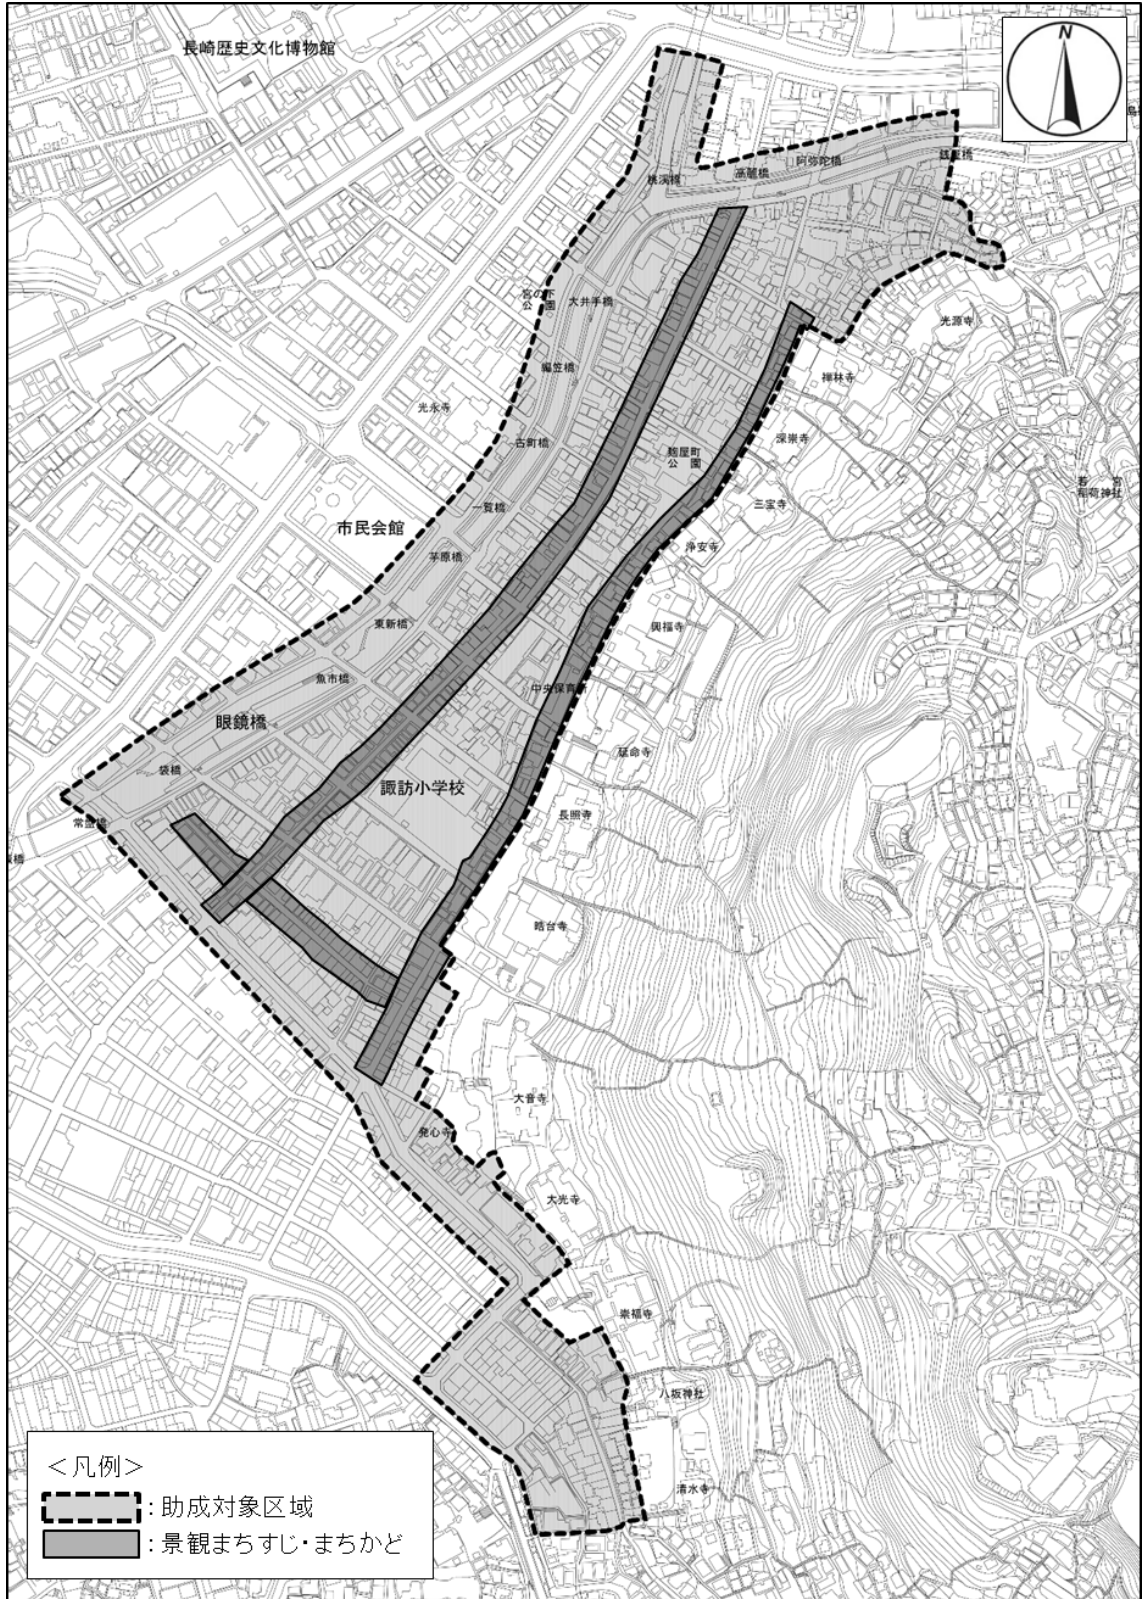 長崎歴史文化博物館
N
桃渓橋
高麗橋
阿弥陀橋
宮の下
公園
大井手橋
光源寺
編笠橋
禅林寺
光永寺
古町橋
深崇寺
麹屋町
公園
若宮
稲荷神社
三宝寺
一覧橋
市民会館
浄安寺
芋原橋
東新橋
興福寺
魚市橋
中央保育所
眼鏡橋
延命寺
袋橋
諏訪小学校
長照寺
常盤橋
橋
晧台寺
大音寺
発心寺
大光寺
崇福寺
八坂神社
清水寺
<凡例>
:助成対象区域
:景観まちすじ・まちかど